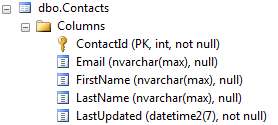 dbo.Contacts
Columns
ContactId (PK, int, not null)
Email (nvarchar(max), null)
FirstName (nvarchar(max), null)
LastName (nvarchar(max), null)
LastUpdated (datetime2(7), not null)